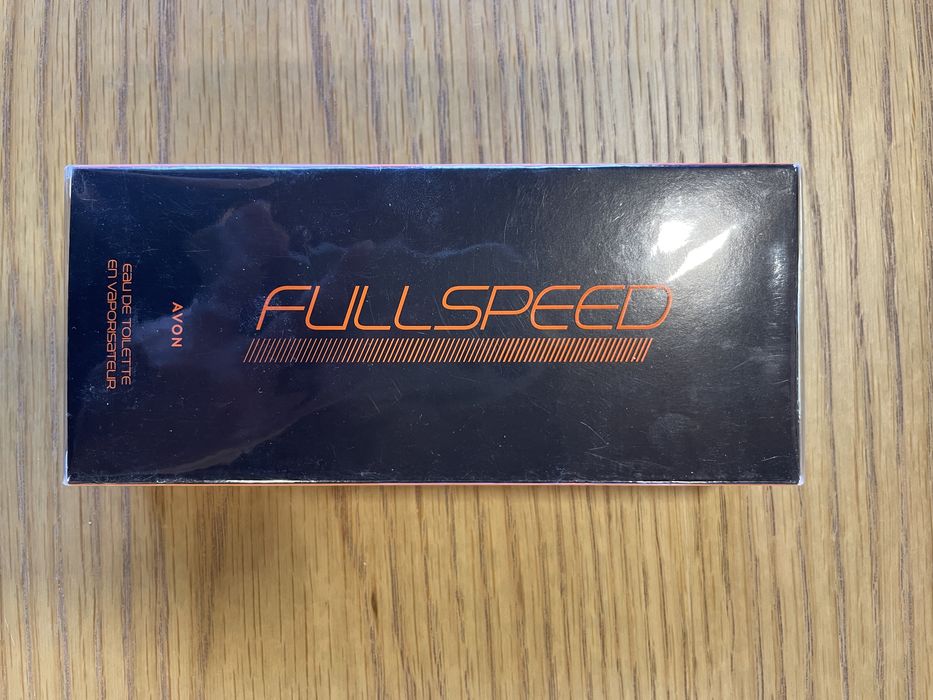 FULLSPEED
AVON
EAU DE TOILETTE
EN VAPORISATEUR